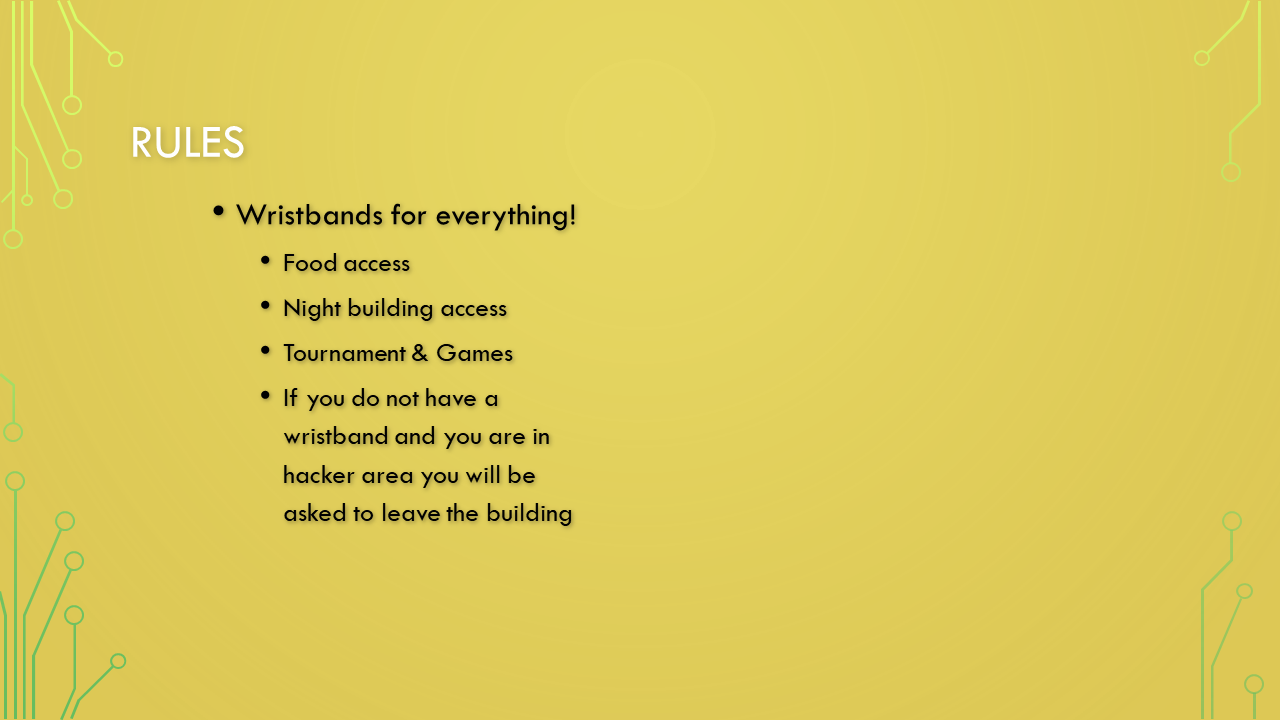 RULES
• Wristbands for everything!
• Food access
• Night building access
• Tournament & Games
• If you do not have a
wristband and you are in
hacker area you will be
asked to leave the building